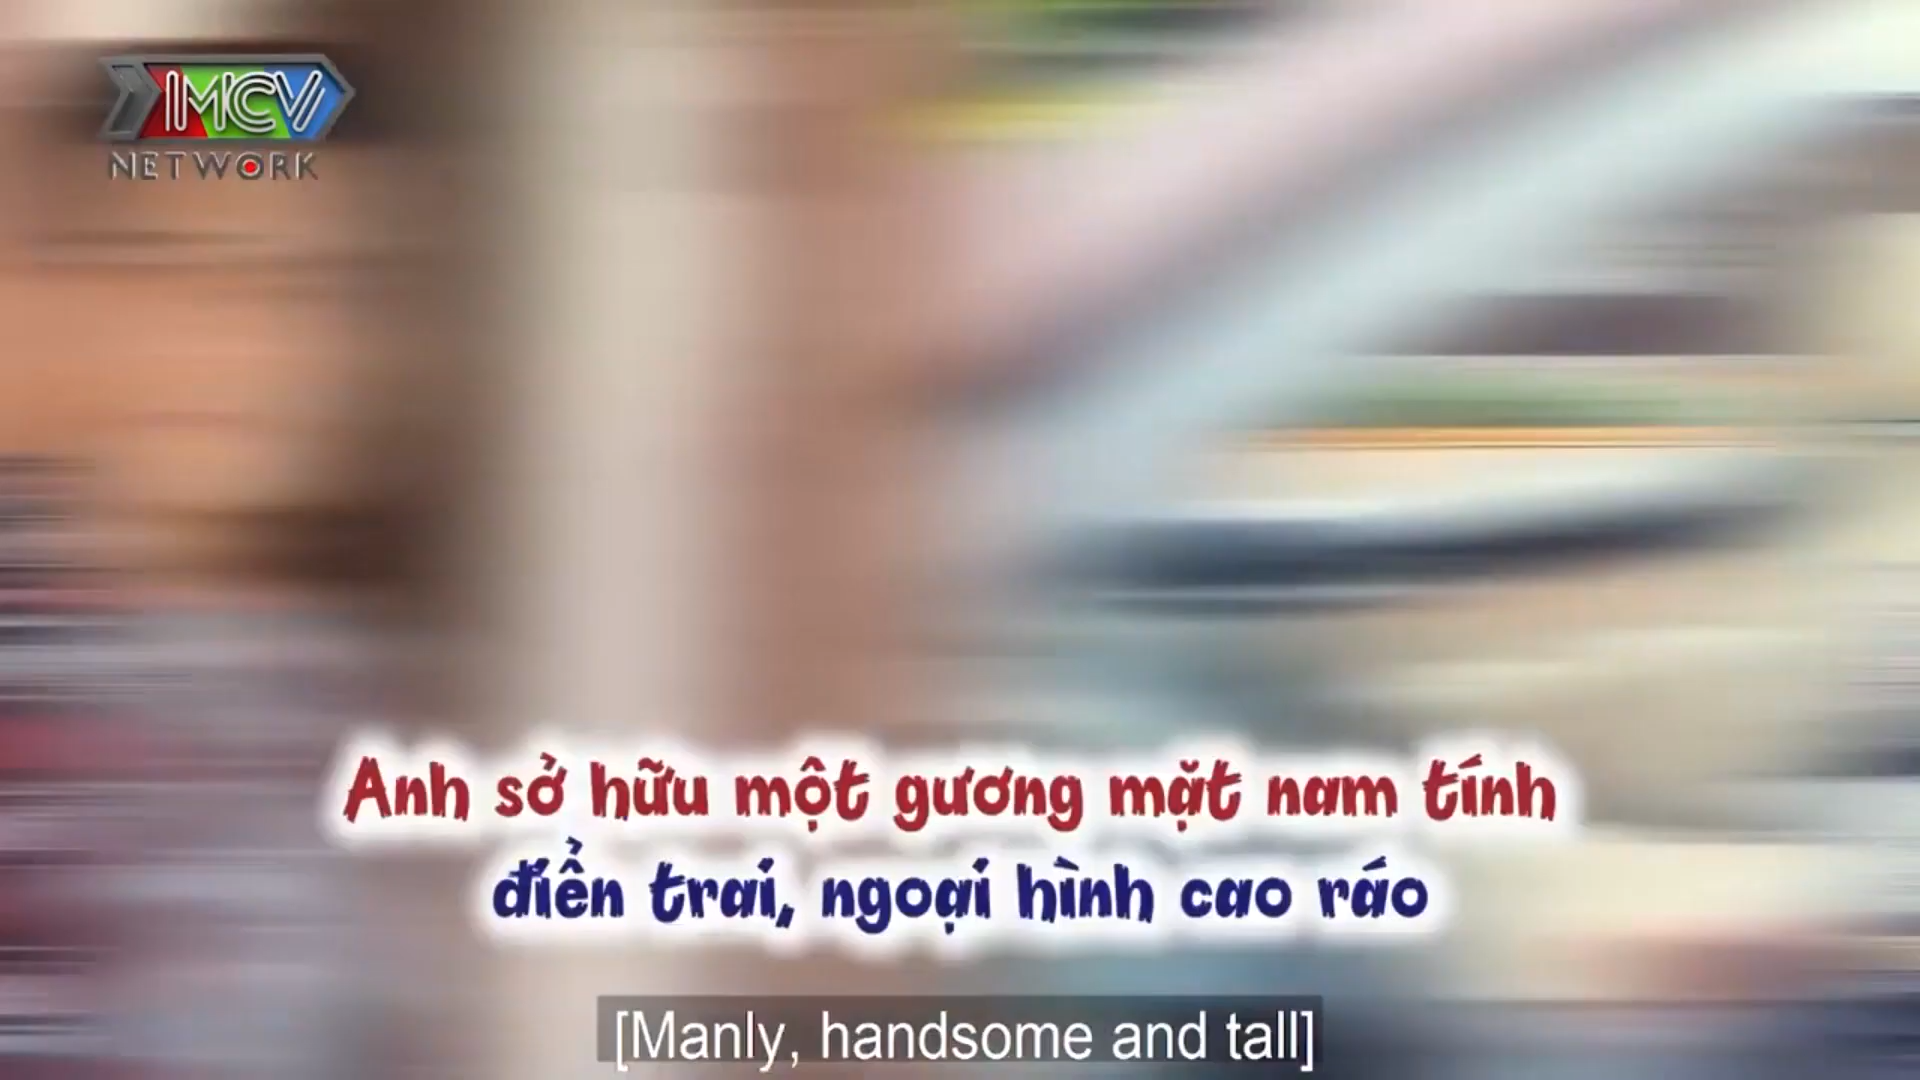 MCV
NETWORK
Anh sở hữu một gương mặt nam tính
điển trai, ngoại hình cao ráo
[Manly, handsome and tall]